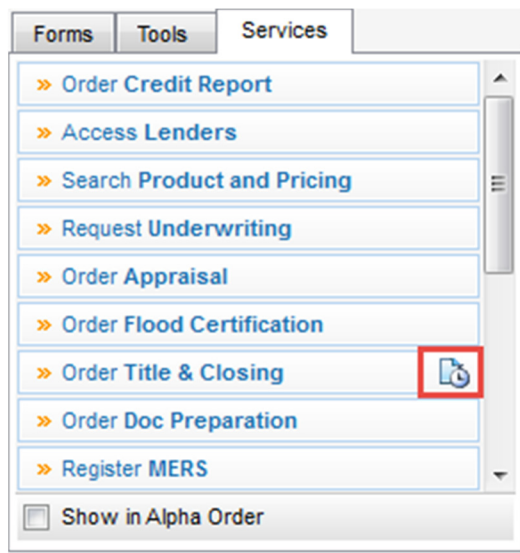 Forms Tools Services
» Order Credit Report
» Access Lenders
» Search Product and Pricing
» Request Underwriting
» Order Appraisal
» Order Flood Certification
» Order Title & Closing
» Order Doc Preparation
» Register MERS
Show in Alpha Order